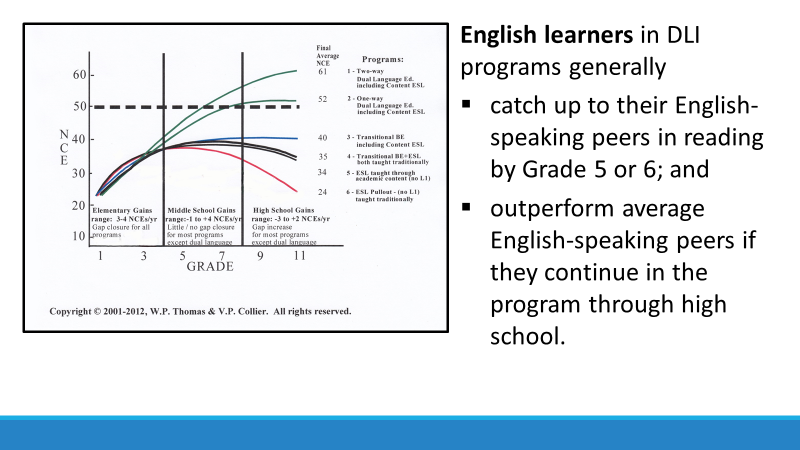 Final
Average
NCE
Programs:
61
1 - Two-way
Dual Language Ed.
including Content ESL
52
2 - One-way
Dual Language Ed.
including Content ESL
40
3 - Transitional BE
including Content ESL
35
4 - Transitional BE+ESL
both taught traditionally
34
5 - ESL taught through
academic content (no L1)
24
6 - ESL Pullout - (no L1)
taught traditionally
NCE
60
50
40
30
20
10
Elementary Gains
range: 3-4 NCEs/yr
Gap closure for all
programs
Middle School Gains
range:-1 to +4 NCEs/yr
Little / no gap closure
for most programs
except dual language
High School Gains
range: -3 to +2 NCEs/yr
Gap increase
for most programs
except dual language
1 3 5 7 9 11
GRADE
Copyright © 2001-2012, W.P. Thomas & V.P. Collier. All rights reserved.
English learners in DLI
programs generally
▪ catch up to their English-
speaking peers in reading
by Grade 5 or 6; and
▪ outperform average
English-speaking peers if
they continue in the
program through high
school.